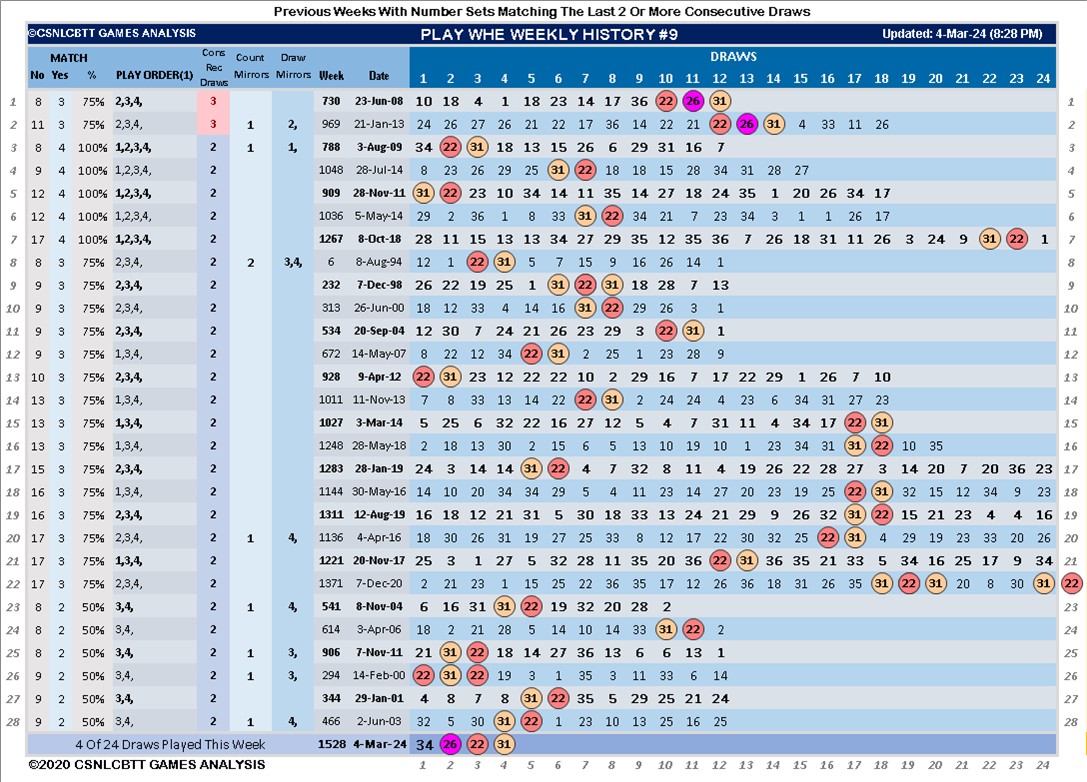 Previous Weeks With Number Sets Matching The Last 2 Or More Consecutive Draws
©CSNLCBTT GAMES ANALYSIS PLAY WHE WEEKLY HISTORY #9 Updated: 4-Mar-24 (8:28 PM)
MATCH Cons Count Draw DRAWS
No Yes % PLAY ORDER(1) Rec Draws Mirrors Mirrors Week Date 1 2 3 4 5 6 7 8 9 10 11 12 13 14 15 16 17 18 19 20 21 22 23 24
1 8 3 75% 2,3,4, 3 730 23-Jun-08 10 18 4 1 18 23 14 17 36 22 26 31 1
2 11 3 75% 2,3,4, 3 1 2, 969 21-Jan-13 24 26 27 26 21 22 17 36 14 22 21 22 26 31 4 33 11 26 2
3 8 4 100% 1,2,3,4, 2 1 1, 788 3-Aug-09 34 22 31 18 13 15 26 6 29 31 16 7 3
4 9 4 100% 1,2,3,4, 2 1048 28-Jul-14 8 23 26 29 25 31 22 18 18 15 28 34 31 28 27 4
5 12 4 100% 1,2,3,4, 2 909 28-Nov-11 31 22 23 10 34 14 11 35 14 27 18 24 35 1 20 26 34 17 5
6 12 4 100% 1,2,3,4, 2 1036 5-May-14 29 2 36 1 8 33 31 22 34 21 7 23 34 3 1 1 26 17 6
7 17 4 100% 1,2,3,4, 2 1267 8-Oct-18 28 11 15 13 13 34 27 29 35 12 35 36 7 26 18 31 11 26 3 24 9 31 22 1 7
8 8 3 75% 2,3,4, 2 2 3,4, 6 8-Aug-94 12 1 22 31 5 7 15 9 16 26 14 1 8
9 9 3 75% 2,3,4, 2 232 7-Dec-98 26 22 19 25 1 31 22 31 18 28 7 13 9
10 9 3 75% 2,3,4, 2 313 26-Jun-00 18 12 33 4 14 16 31 22 29 26 3 1 10
11 9 3 75% 2,3,4, 2 534 20-Sep-04 12 30 7 24 21 26 23 29 3 22 31 1 11
12 9 3 75% 1,3,4, 2 672 14-May-07 8 22 12 34 22 31 2 25 1 23 28 9 12
13 10 3 75% 2,3,4, 2 928 9-Apr-12 22 31 23 12 22 22 10 2 29 16 7 17 13 22 29 1 26 7 10 13
14 13 3 75% 1,3,4, 2 1011 11-Nov-13 7 8 33 13 14 22 22 31 2 24 24 4 23 6 34 31 27 23 14
15 13 3 75% 1,3,4, 2 1027 3-Mar-14 5 25 6 32 22 16 27 12 5 4 7 31 11 4 34 17 22 31 15
16 13 3 75% 1,3,4, 2 1248 28-May-18 2 18 13 30 2 15 6 5 13 10 19 10 1 23 34 31 31 22 10 35 16
17 15 3 75% 2,3,4, 2 1283 28-Jan-19 24 3 14 14 31 22 4 7 32 8 11 4 19 26 22 28 27 3 14 20 7 20 36 23 17
18 16 3 75% 1,3,4, 2 1144 30-May-16 14 10 20 34 34 29 5 4 11 23 14 27 20 23 19 25 22 31 32 15 12 34 9 23 18
19 16 3 75% 2,3,4, 2 1311 12-Aug-19 16 18 12 21 31 5 30 18 33 13 24 21 29 9 26 32 31 22 15 21 23 4 4 16 19
20 17 3 75% 2,3,4, 2 1 4, 1136 4-Apr-16 18 30 26 31 19 27 25 33 8 12 17 22 30 32 25 22 31 4 29 19 23 33 20 26 20
21 17 3 75% 1,3,4, 2 1221 20-Nov-17 25 3 1 27 5 32 28 11 35 20 36 22 31 36 35 21 33 5 34 16 25 17 9 34 21
22 17 3 75% 2,3,4, 2 1371 7-Dec-20 2 21 23 1 15 25 22 36 35 17 12 26 36 18 31 26 35 31 22 31 20 8 30 31 22
23 8 2 50% 3,4, 2 1 4, 541 8-Nov-04 6 16 31 31 22 19 32 20 28 2 23
24 8 2 50% 3,4, 2 614 3-Apr-06 18 2 21 28 5 14 10 14 33 31 22 2 24
25 8 2 50% 3,4, 2 1 3, 906 7-Nov-11 21 31 22 18 14 27 36 13 6 6 13 1 25
26 9 2 50% 3,4, 2 1 3, 294 14-Feb-00 22 31 22 19 3 1 35 3 11 33 6 14 26
27 9 2 50% 3,4, 2 344 29-Jan-01 4 8 7 8 31 22 35 5 29 25 21 24 27
28 9 2 50% 3,4, 2 1 4, 466 2-Jun-03 32 5 30 31 22 1 23 10 13 25 16 25 28
4 Of 24 Draws Played This Week 1528 4-Mar-24 34 26 22 31
©2020 CSNLCBTT GAMES ANALYSIS 1 2 3 4 5 6 7 8 9 10 11 12 13 14 15 16 17 18 19 20 21 22 23 24